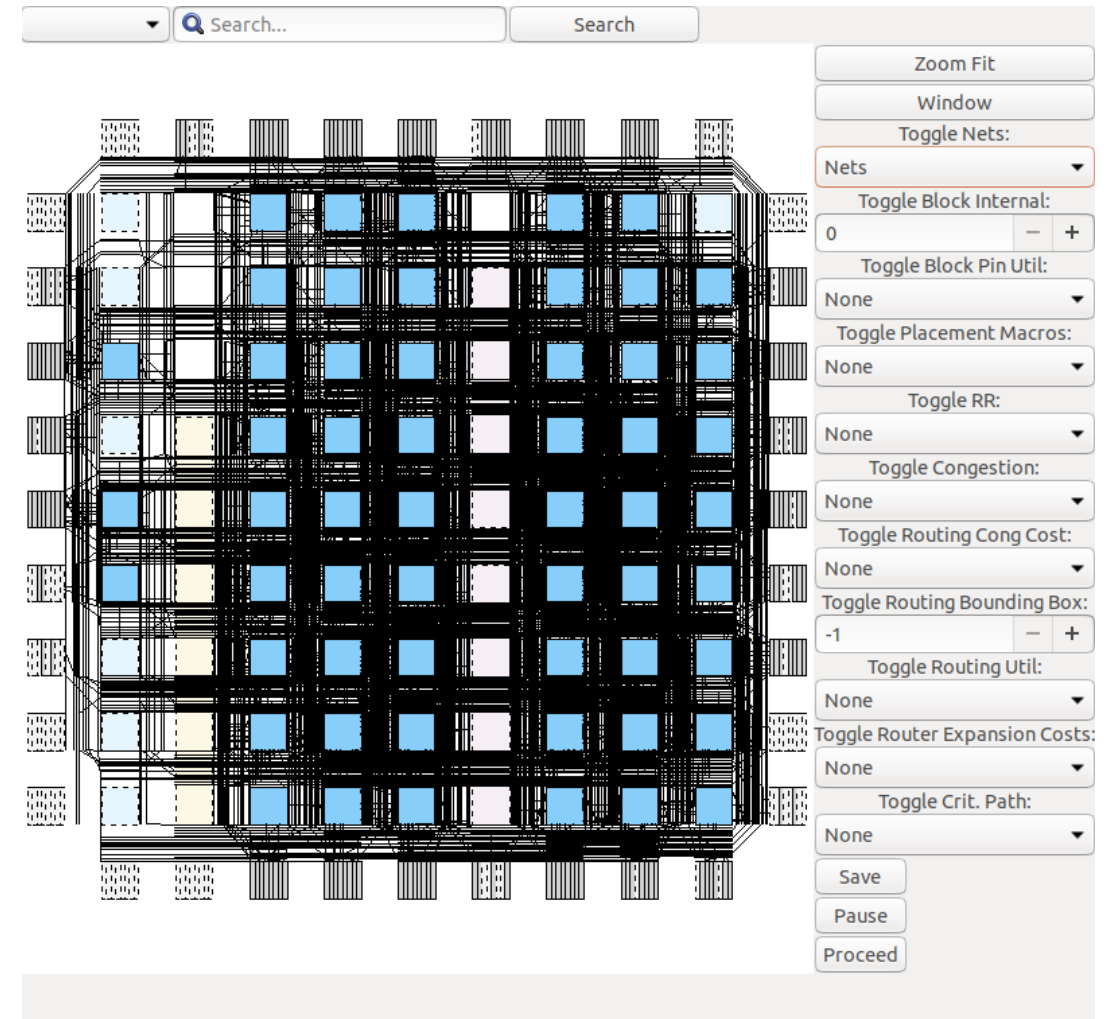 Search...
Search
Zoom Fit
Window
Toggle Nets:
Nets
Toggle Block Internal:
0
Toggle Block Pin Util:
None
Toggle Placement Macros:
None
Toggle RR:
None
Toggle Congestion:
None
Toggle Routing Cong Cost:
None
Toggle Routing Bounding Box:
-1
Toggle Routing Util:
None
Toggle Router Expansion Costs:
None
Toggle Crit. Path:
None
Save
Pause
Proceed